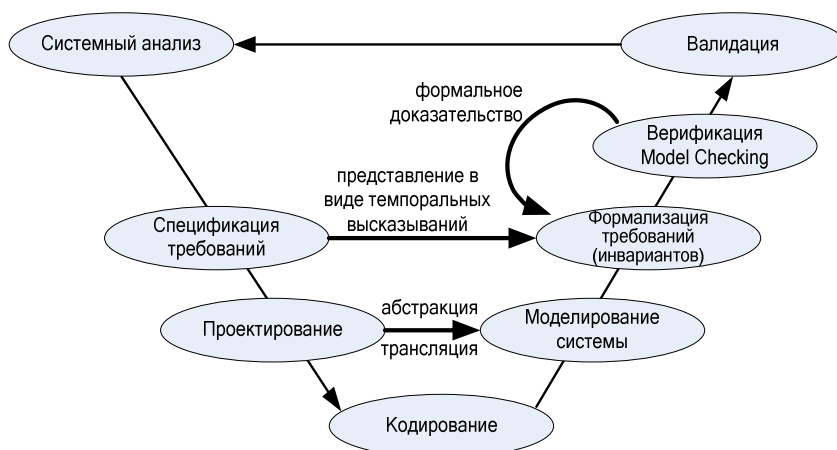 Системный анализ
Валидация
формальное
доказательство
Верификация
Model Checking
представление в
виде темпоральных
высказываний
Спецификация
требований
Формализация
требований
(инвариантов)
Проектирование
абстракция
трансляция
Моделирование
системы
Кодирование